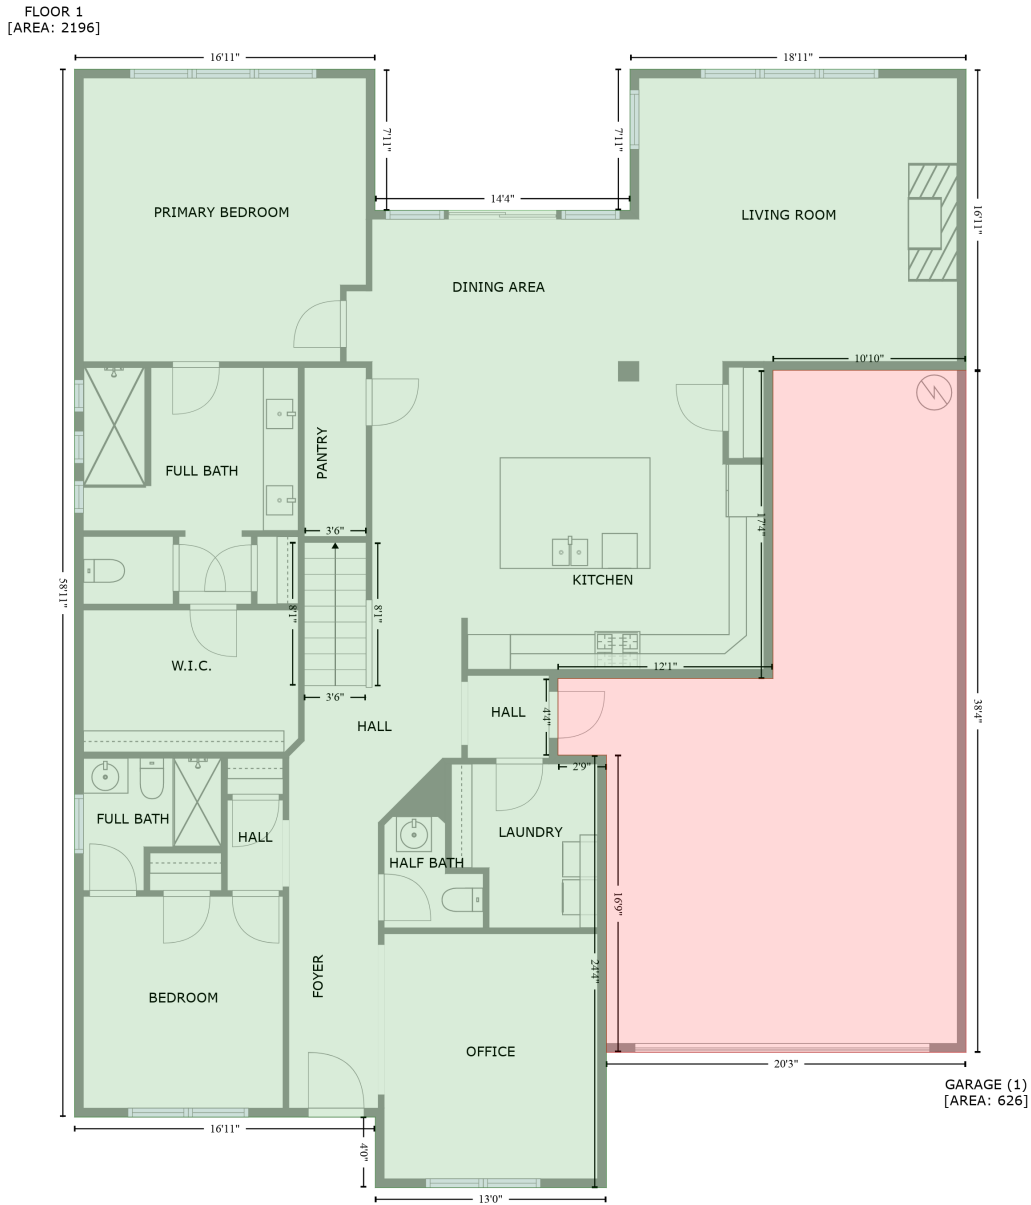 FLOOR 1
[AREA: 2196]
16'11"
18'11"
7'11"
7'11"
14'4"
PRIMARY BEDROOM
LIVING ROOM
16'11"
DINING AREA
10'10"
PANTRY
FULL BATH
17'4"
3'6"
58'11"
KITCHEN
8'1"
8'1"
W.I.C.
12'1"
3'6"
HALL
HALL
4'4"
38'4"
2'9"
FULL BATH
HALL
LAUNDRY
HALF BATH
16'9"
24'4"
FOYER
BEDROOM
OFFICE
20'3"
GARAGE (1)
[AREA: 626]
16'11"
4'0"
13'0"